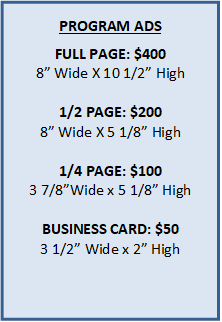 PROGRAM ADS
FULL PAGE: $400
8” Wide X 10 1/2” High
1/2 PAGE: $200
8” Wide X 5 1/8” High
1/4 PAGE: $100
3 7/8”Wide x 5 1/8” High
BUSINESS CARD: $50
3 1/2” Wide x 2” High